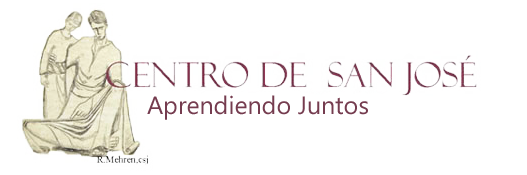 CENTRO DE SAN JOSÉ
Aprendiendo Juntos
R.Mehren,csj